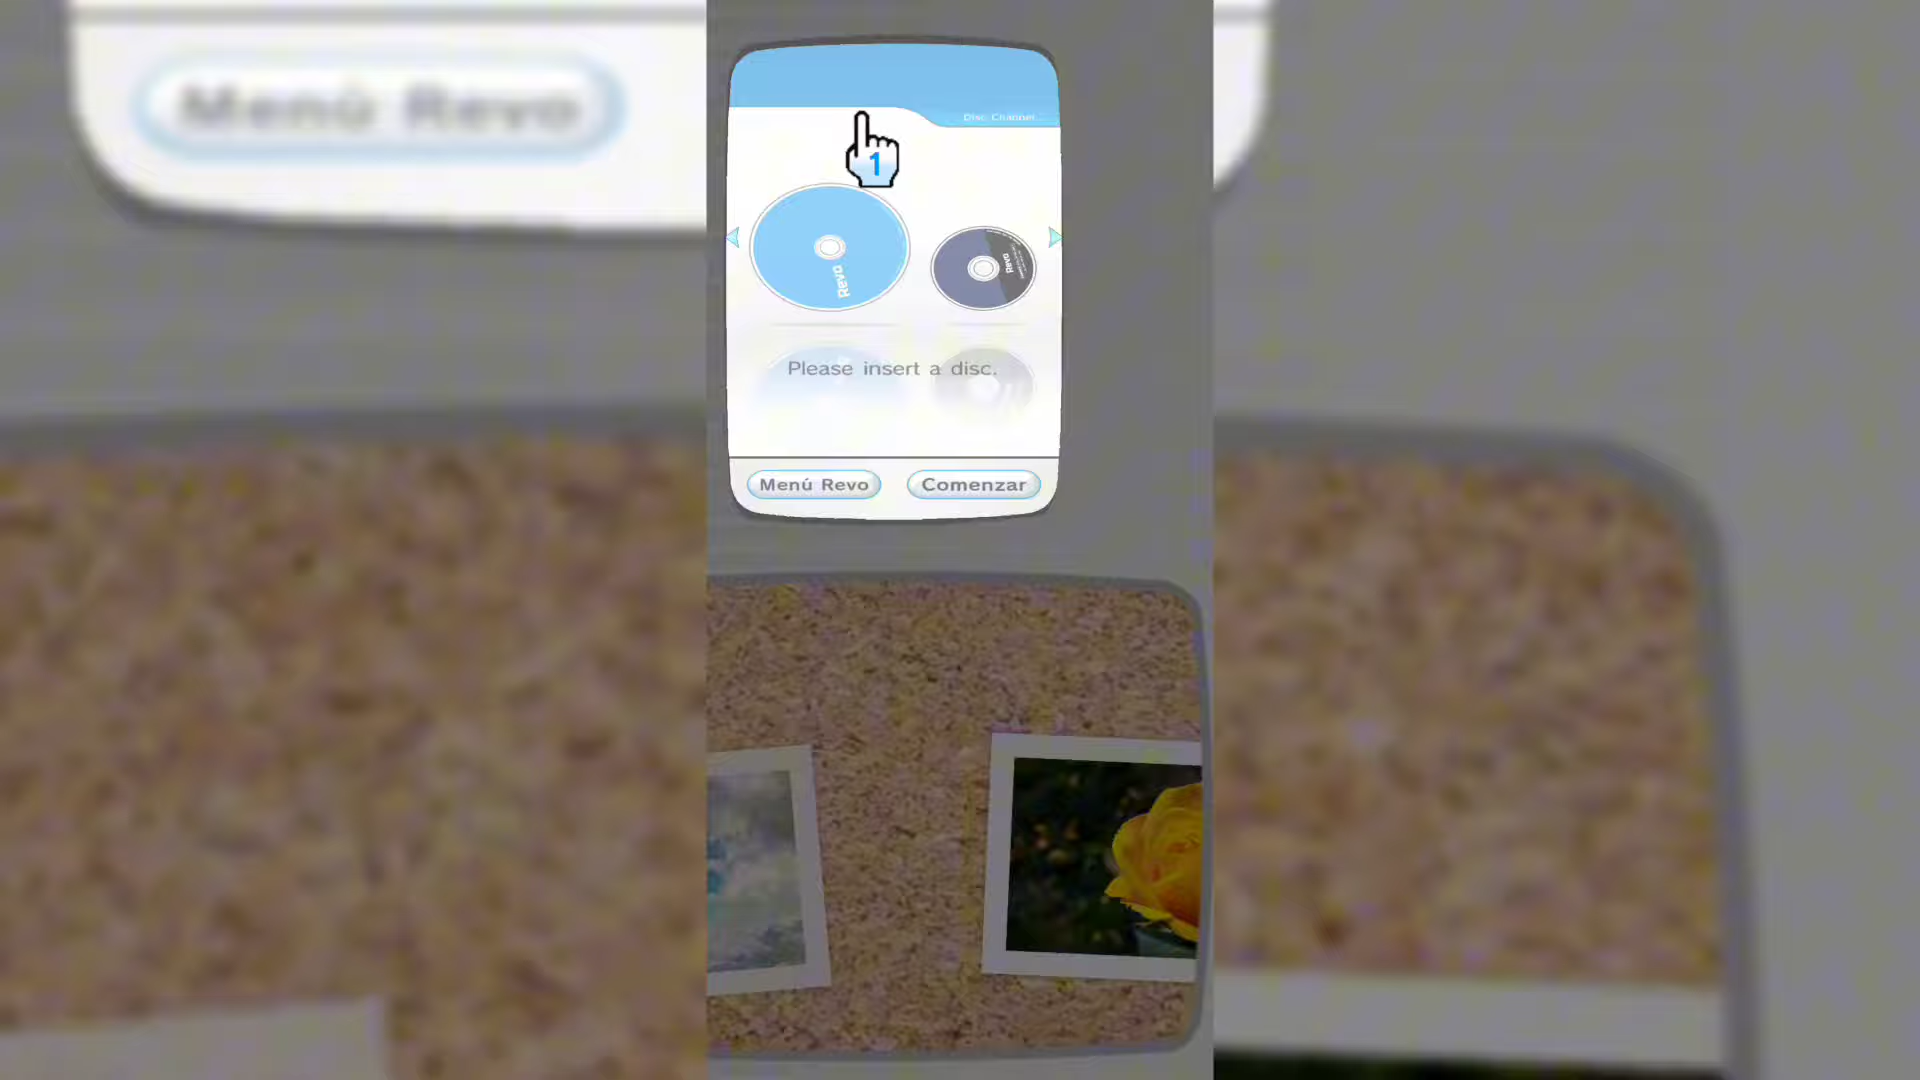 Menú Revo
Disc Channel
1
Revo
Revo
Please insert a disc.
Menú Revo
Comenzar